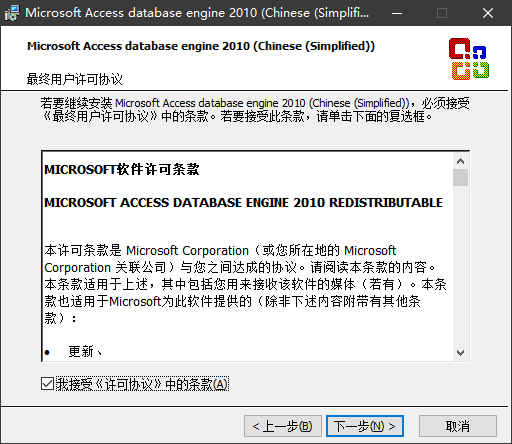 Microsoft Access database engine 2010 (Chinese (Simplifi...
Microsoft Access database engine 2010 (Chinese (Simplified))
最终用户许可协议
若要继续安装 Microsoft Access database engine 2010 (Chinese (Simplified))，必须接受
《最终用户许可协议》中的条款。若要接受此条款，请单击下面的复选框。
MICROSOFT软件许可条款
MICROSOFT ACCESS DATABASE ENGINE 2010 REDISTRIBUTABLE
本许可条款是 Microsoft Corporation（或您所在地的 Microsoft
Corporation 关联公司）与您之间达成的协议。请阅读本条款的内容。
本条款适用于上述，其中包括您用来接收该软件的媒体（若有）。本条
款也适用于Microsoft为此软件提供的（除非下述内容附带有其他条
款）：
• 更新、
我接受《许可协议》中的条款(A)
< 上一步(B)
下一步(N) >
取消